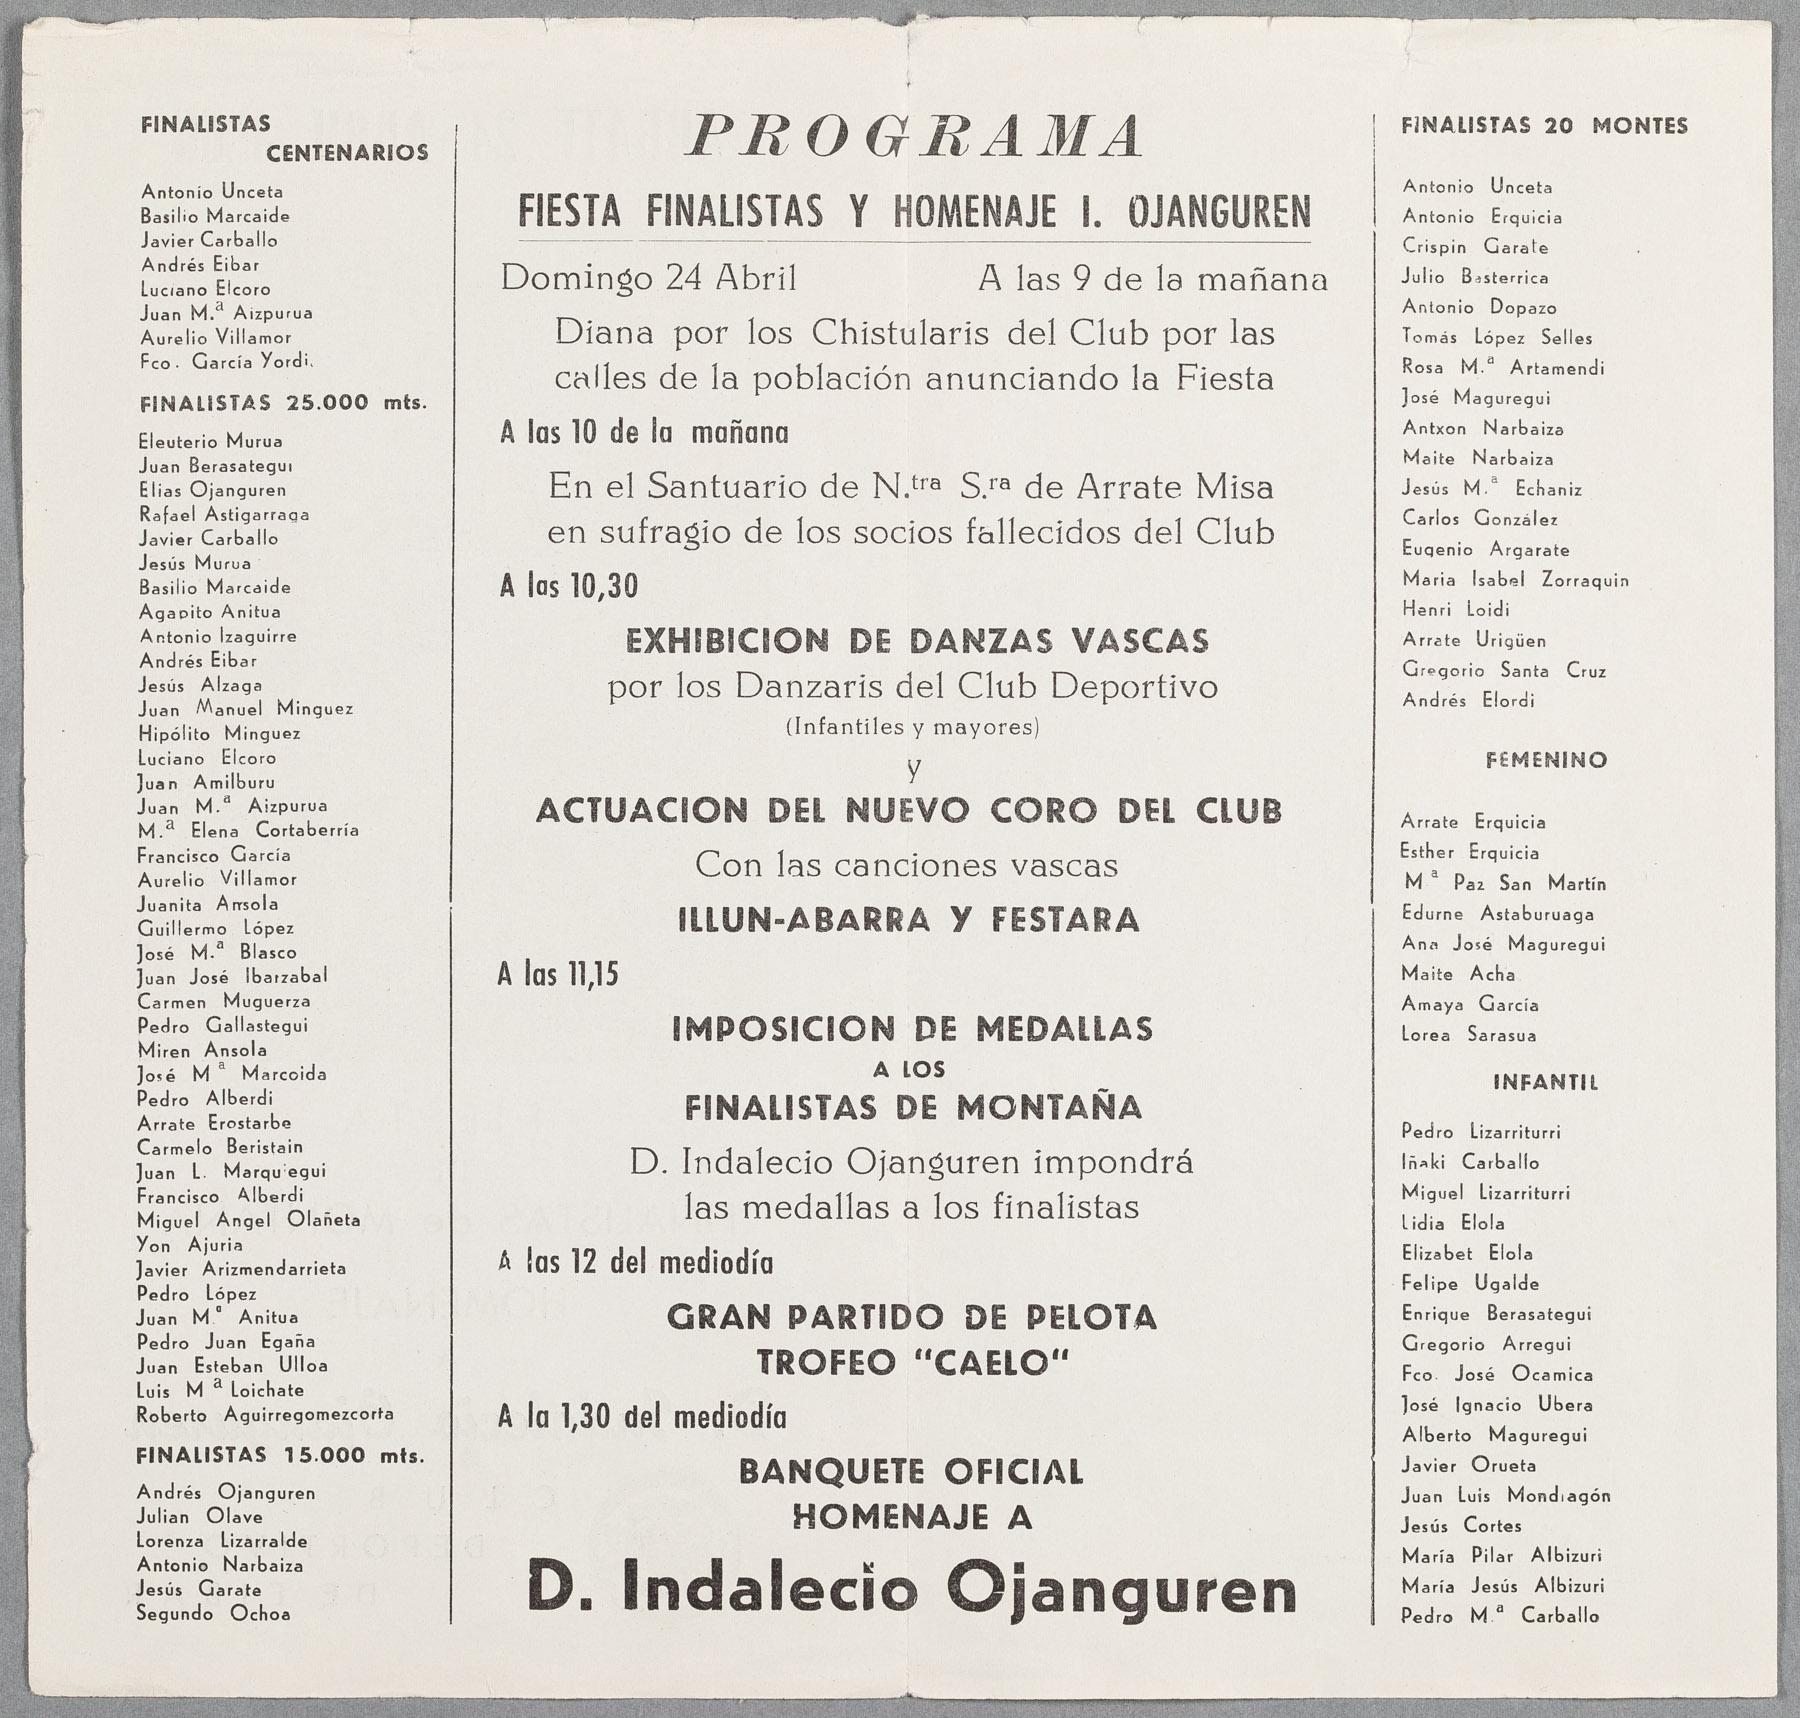 FINALISTAS
CENTENARIOS
Antonio Unceta
Basilio Marcaide
Javier Carballo
Andrés Eibar
Luciano Elcoro
Juan M.ª Aizpurua
Aurelio Villamor
Fco. García Yordi.
FINALISTAS 25.000 mts.
Eleuterio Murua
Juan Berasategui
Elias Ojanguren
Rafael Astigarraga
Javier Carballo
Jesús Murua
Basilio Marcaide
Agapito Anitua
Antonio Izaguirre
Andrés Eibar
Jesús Alzaga
Juan Manuel Minguez
Hipólito Minguez
Luciano Elcoro
Juan Amilburu
Juan M.ª Aizpurua
M.ª Elena Cortaberría
Francisco García
Aurelio Villamor
Juanita Ansola
Guillermo López
José M.ª Blasco
Juan José Ibarzabal
Carmen Muguerza
Pedro Gallastegui
Miren Ansola
José Mª Marcoida
Pedro Alberdi
Arrate Erostarbe
Carmelo Beristain
Juan L. Marquiegui
Francisco Alberdi
Miguel Angel Olañeta
Yon Ajuria
Javier Arizmendarrieta
Pedro López
Juan M.ª Anitua
Pedro Juan Egaña
Juan Esteban Ulloa
Luis Mª Loichate
Roberto Aguirregomezcorta
FINALISTAS 15.000 mts.
Andrés Ojanguren
Julian Olave
Lorenza Lizarralde
Antonio Narbaiza
Jesús Garate
Segundo Ochoa
PROGRAMA
FIESTA FINALISTAS Y HOMENAJE I. OJANGUREN
Domingo 24 Abril A las 9 de la mañana
Diana por los Chistularis del Club por las
calles de la población anunciando la Fiesta
A las 10 de la mañana
En el Santuario de N.tra S.ra de Arrate Misa
en sufragio de los socios fallecidos del Club
A las 10,30
EXHIBICION DE DANZAS VASCAS
por los Danzaris del Club Deportivo
(Infantiles y mayores)
y
ACTUACION DEL NUEVO CORO DEL CLUB
Con las canciones vascas
ILLUN-ABARRA Y FESTARA
A las 11,15
IMPOSICION DE MEDALLAS
A LOS
FINALISTAS DE MONTAÑA
D. Indalecio Ojanguren impondrá
las medallas a los finalistas
A las 12 del mediodía
GRAN PARTIDO DE PELOTA
TROFEO "CAELO"
A la 1,30 del mediodía
BANQUETE OFICIAL
HOMENAJE A
D. Indalecio Ojanguren
FINALISTAS 20 MONTES
Antonio Unceta
Antonio Erquicia
Crispin Garate
Julio Basterrica
Antonio Dopazo
Tomás López Selles
Rosa M.ª Artamendi
José Maguregui
Antxon Narbaiza
Maite Narbaiza
Jesús M.ª Echaniz
Carlos González
Eugenio Argarate
Maria Isabel Zorraquin
Henri Loidi
Arrate Urigüen
Gregorio Santa Cruz
Andrés Elordi
FEMENINO
Arrate Erquicia
Esther Erquicia
Mª Paz San Martín
Edurne Astaburuaga
Ana José Maguregui
Maite Acha
Amaya García
Lorea Sarasua
INFANTIL
Pedro Lizarriturri
Iñaki Carballo
Miguel Lizarriturri
Lidia Elola
Elizabet Elola
Felipe Ugalde
Enrique Berasategui
Gregorio Arregui
Fco. José Ocamica
José Ignacio Ubera
Alberto Maguregui
Javier Orueta
Juan Luis Mondragón
Jesús Cortes
María Pilar Albizuri
María Jesús Albizuri
Pedro M.ª Carballo